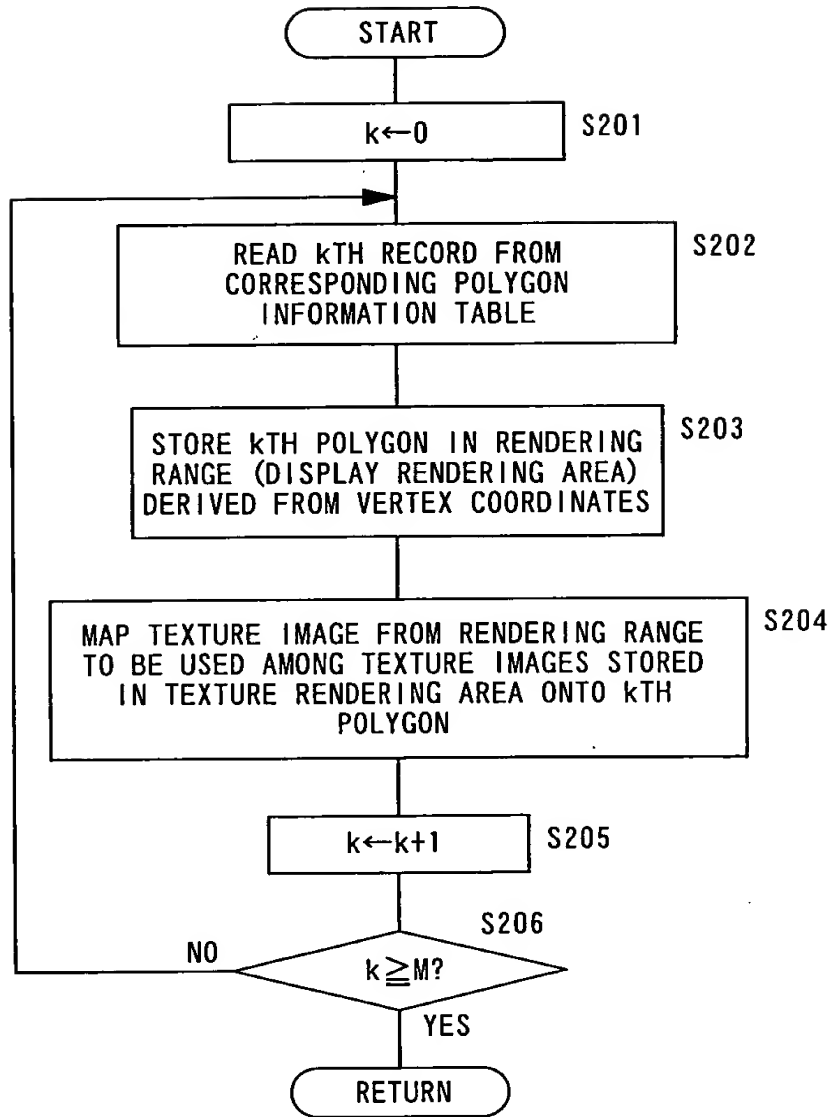 START
k←0
S201
READ kTH RECORD FROM
CORRESPONDING POLYGON
INFORMATION TABLE
S202
STORE kTH POLYGON IN RENDERING
RANGE (DISPLAY RENDERING AREA)
DERIVED FROM VERTEX COORDINATES
S203
MAP TEXTURE IMAGE FROM RENDERING RANGE
TO BE USED AMONG TEXTURE IMAGES STORED
IN TEXTURE RENDERING AREA ONTO kTH
POLYGON
S204
k←k+1
S205
S206
NO
k≧M?
YES
RETURN